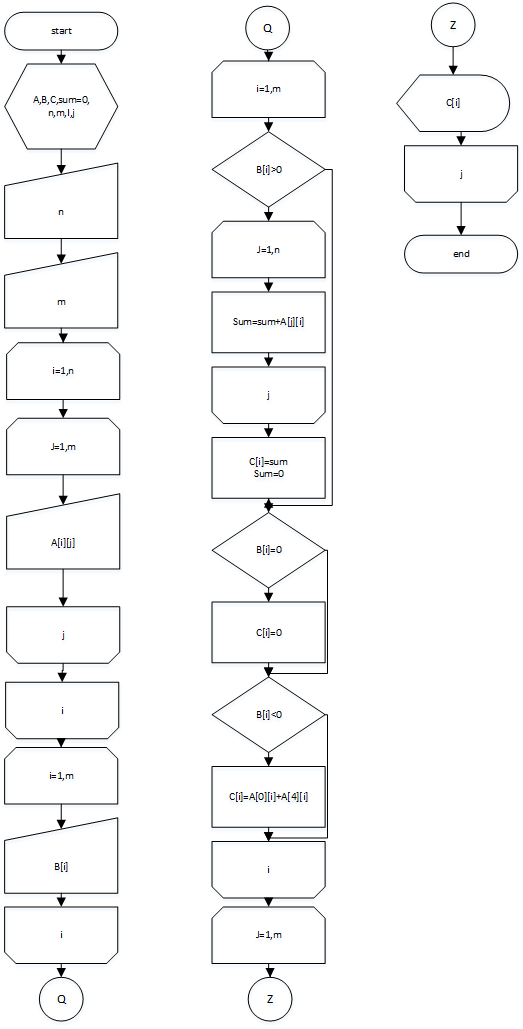 start
A,B,C,sum=0,
n,m,I,j
n
m
i=1,n
J=1,m
A[i][j]
j
i
i=1,m
B[i]
i
Q
Q
i=1,m
B[i]>0
J=1,n
Sum=sum+A[j][i]
j
C[i]=sum
Sum=0
B[i]=0
C[i]=0
B[i]<0
C[i]=A[0][i]+A[4][i]
i
J=1,m
Z
Z
C[i]
j
end